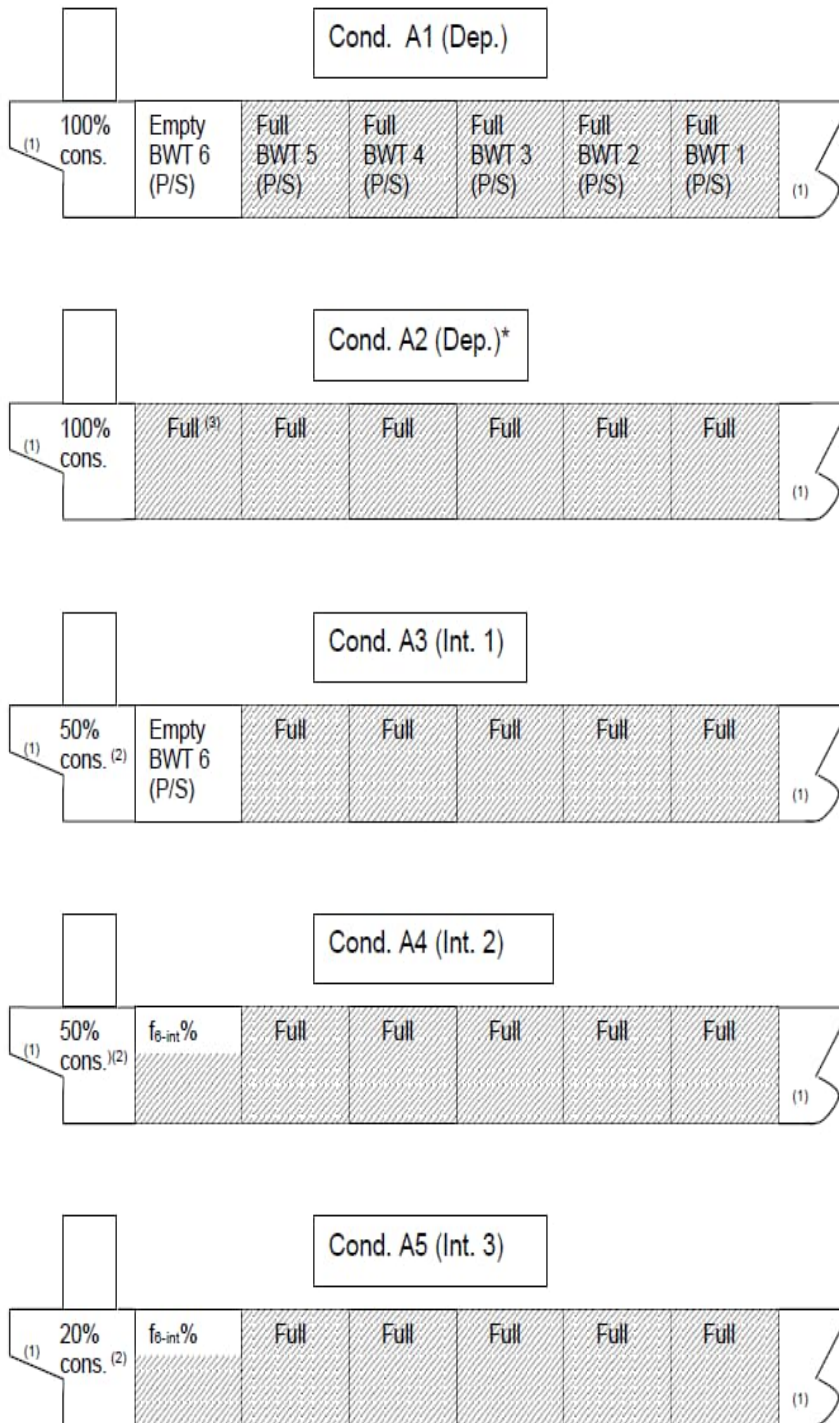 Cond. A1 (Dep.)
(1) 100% cons. Empty BWT 6 (P/S) Full BWT 5 (P/S) Full BWT 4 (P/S) Full BWT 3 (P/S) Full BWT 2 (P/S) Full BWT 1 (P/S) (1)
Cond. A2 (Dep.)*
(1) 100% cons. Full (3) Full Full Full Full Full (1)
Cond. A3 (Int. 1)
(1) 50% cons. (2) Empty BWT 6 (P/S) Full Full Full Full Full (1)
Cond. A4 (Int. 2)
(1) 50% cons.)(2) f6-int% Full Full Full Full Full (1)
Cond. A5 (Int. 3)
(1) 20% cons. (2) f6-int% Full Full Full Full Full (1)